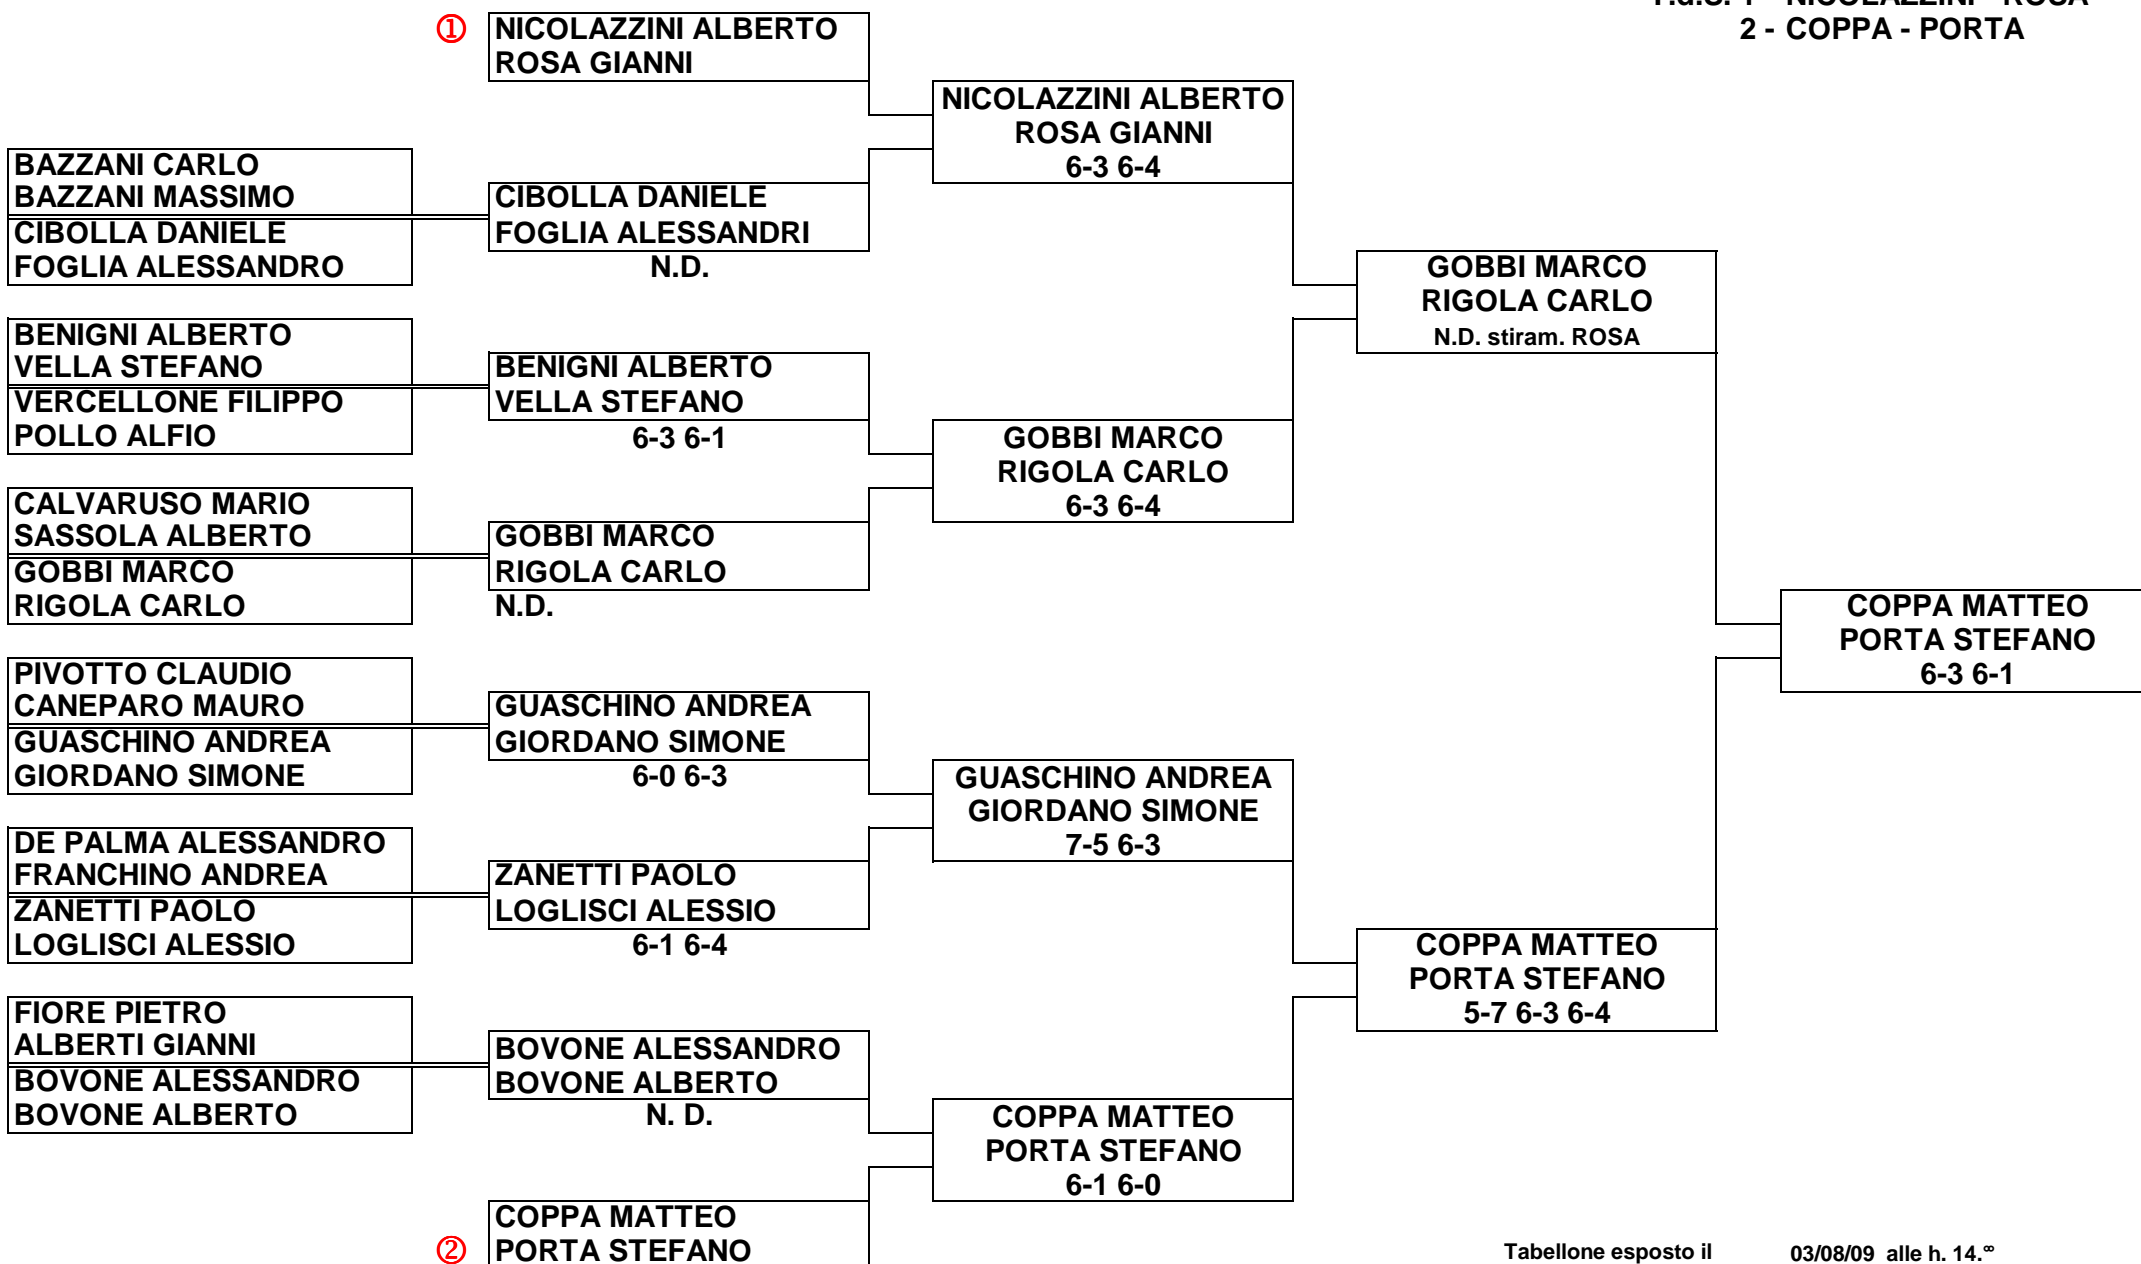 2 - COPPA - PORTA
① NICOLAZZINI ALBERTO
ROSA GIANNI
BAZZANI CARLO
BAZZANI MASSIMO
CIBOLLA DANIELE
FOGLIA ALESSANDRO
BENIGNI ALBERTO
VELLA STEFANO
VERCELLONE FILIPPO
POLLO ALFIO
CALVARUSO MARIO
SASSOLA ALBERTO
GOBBI MARCO
RIGOLA CARLO
PIVOTTO CLAUDIO
CANEPARO MAURO
GUASCHINO ANDREA
GIORDANO SIMONE
DE PALMA ALESSANDRO
FRANCHINO ANDREA
ZANETTI PAOLO
LOGLISCI ALESSIO
FIORE PIETRO
ALBERTI GIANNI
BOVONE ALESSANDRO
BOVONE ALBERTO
CIBOLLA DANIELE
FOGLIA ALESSANDRI
N.D.
BENIGNI ALBERTO
VELLA STEFANO
6-3 6-1
GOBBI MARCO
RIGOLA CARLO
N.D.
GUASCHINO ANDREA
GIORDANO SIMONE
6-0 6-3
ZANETTI PAOLO
LOGLISCI ALESSIO
6-1 6-4
BOVONE ALESSANDRO
BOVONE ALBERTO
N. D.
COPPA MATTEO
② PORTA STEFANO
NICOLAZZINI ALBERTO
ROSA GIANNI
6-3 6-4
GOBBI MARCO
RIGOLA CARLO
6-3 6-4
GUASCHINO ANDREA
GIORDANO SIMONE
7-5 6-3
COPPA MATTEO
PORTA STEFANO
6-1 6-0
GOBBI MARCO
RIGOLA CARLO
N.D. stiram. ROSA
COPPA MATTEO
PORTA STEFANO
5-7 6-3 6-4
COPPA MATTEO
PORTA STEFANO
6-3 6-1
Tabellone esposto il 03/08/09 alle h. 14.°°